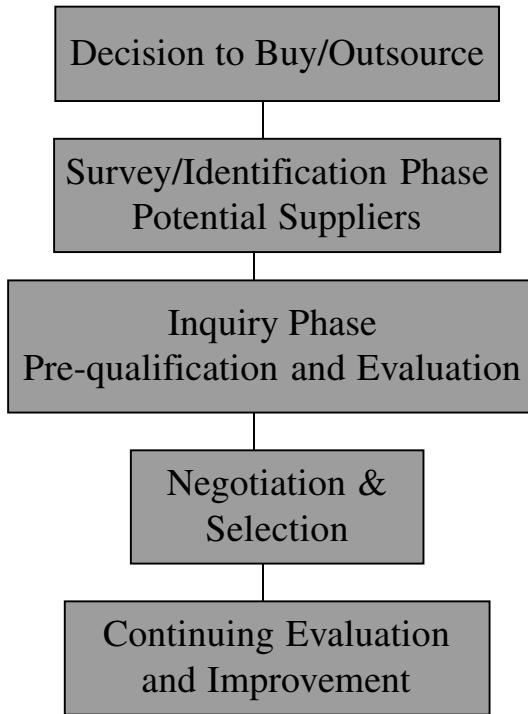 Decision to Buy/Outsource
Survey/Identification Phase
Potential Suppliers
Inquiry Phase
Pre-qualification and Evaluation
Negotiation &
Selection
Continuing Evaluation
and Improvement